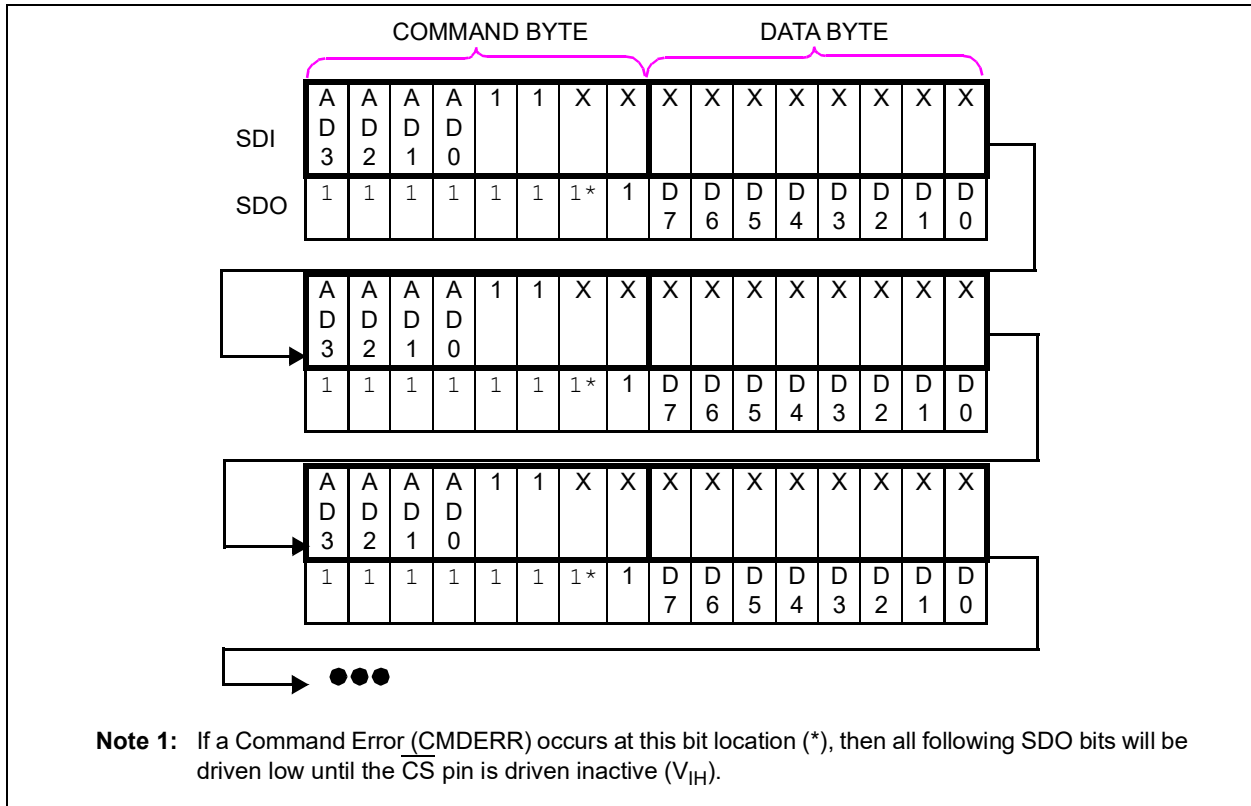 COMMAND BYTE DATA BYTE
SDI
A A A A 1 1 X X X X X X X X X X
D D D D
3 2 1 0
SDO
1 1 1 1 1 1 1* 1 D D D D D D D D
7 6 5 4 3 2 1 0
A A A A 1 1 X X X X X X X X X X
D D D D
3 2 1 0
1 1 1 1 1 1 1* 1 D D D D D D D D
7 6 5 4 3 2 1 0
A A A A 1 1 X X X X X X X X X X
D D D D
3 2 1 0
1 1 1 1 1 1 1* 1 D D D D D D D D
7 6 5 4 3 2 1 0
Note 1: If a Command Error (CMDERR) occurs at this bit location (*), then all following SDO bits will be
driven low until the C̅S̅ pin is driven inactive (VIH).